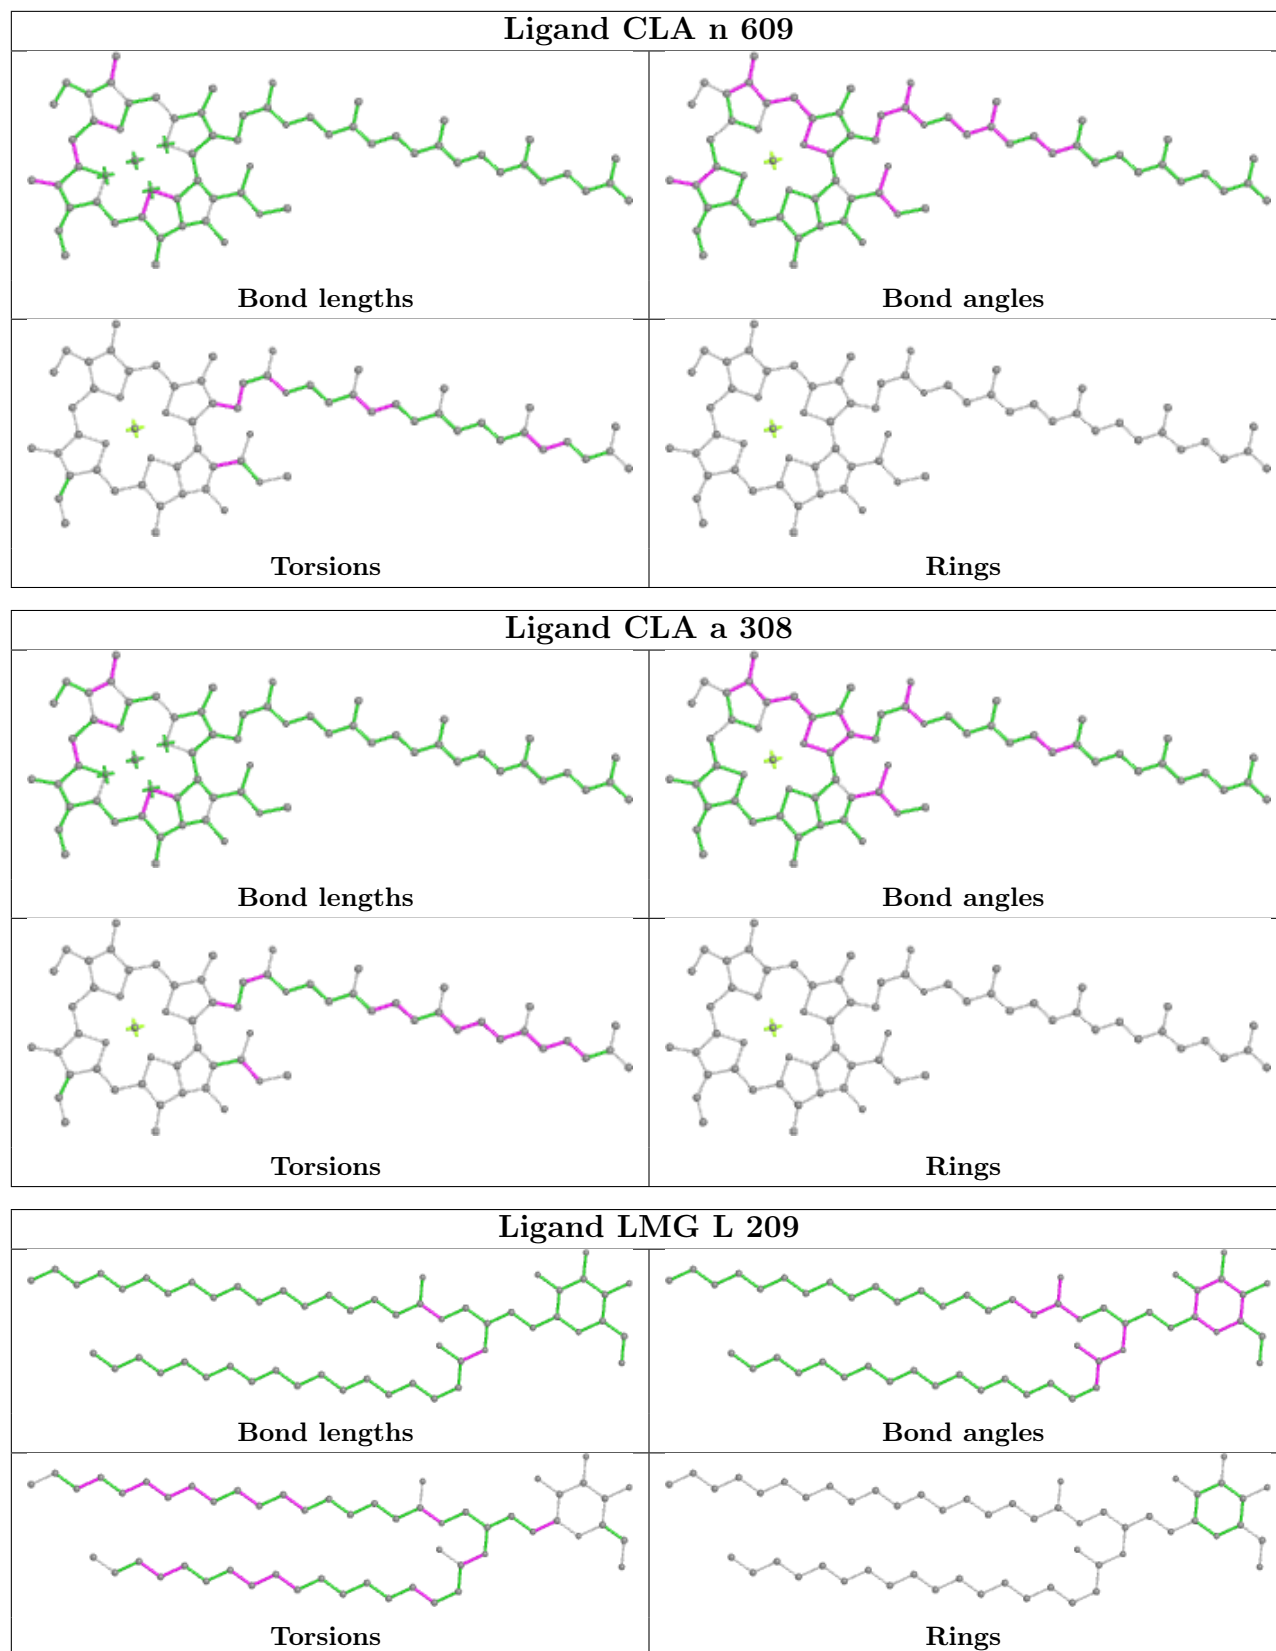 Ligand CLA n 609
Bond lengths
Bond angles
Torsions
Rings
Ligand CLA a 308
Bond lengths
Bond angles
Torsions
Rings
Ligand LMG L 209
Bond lengths
Bond angles
Torsions
Rings